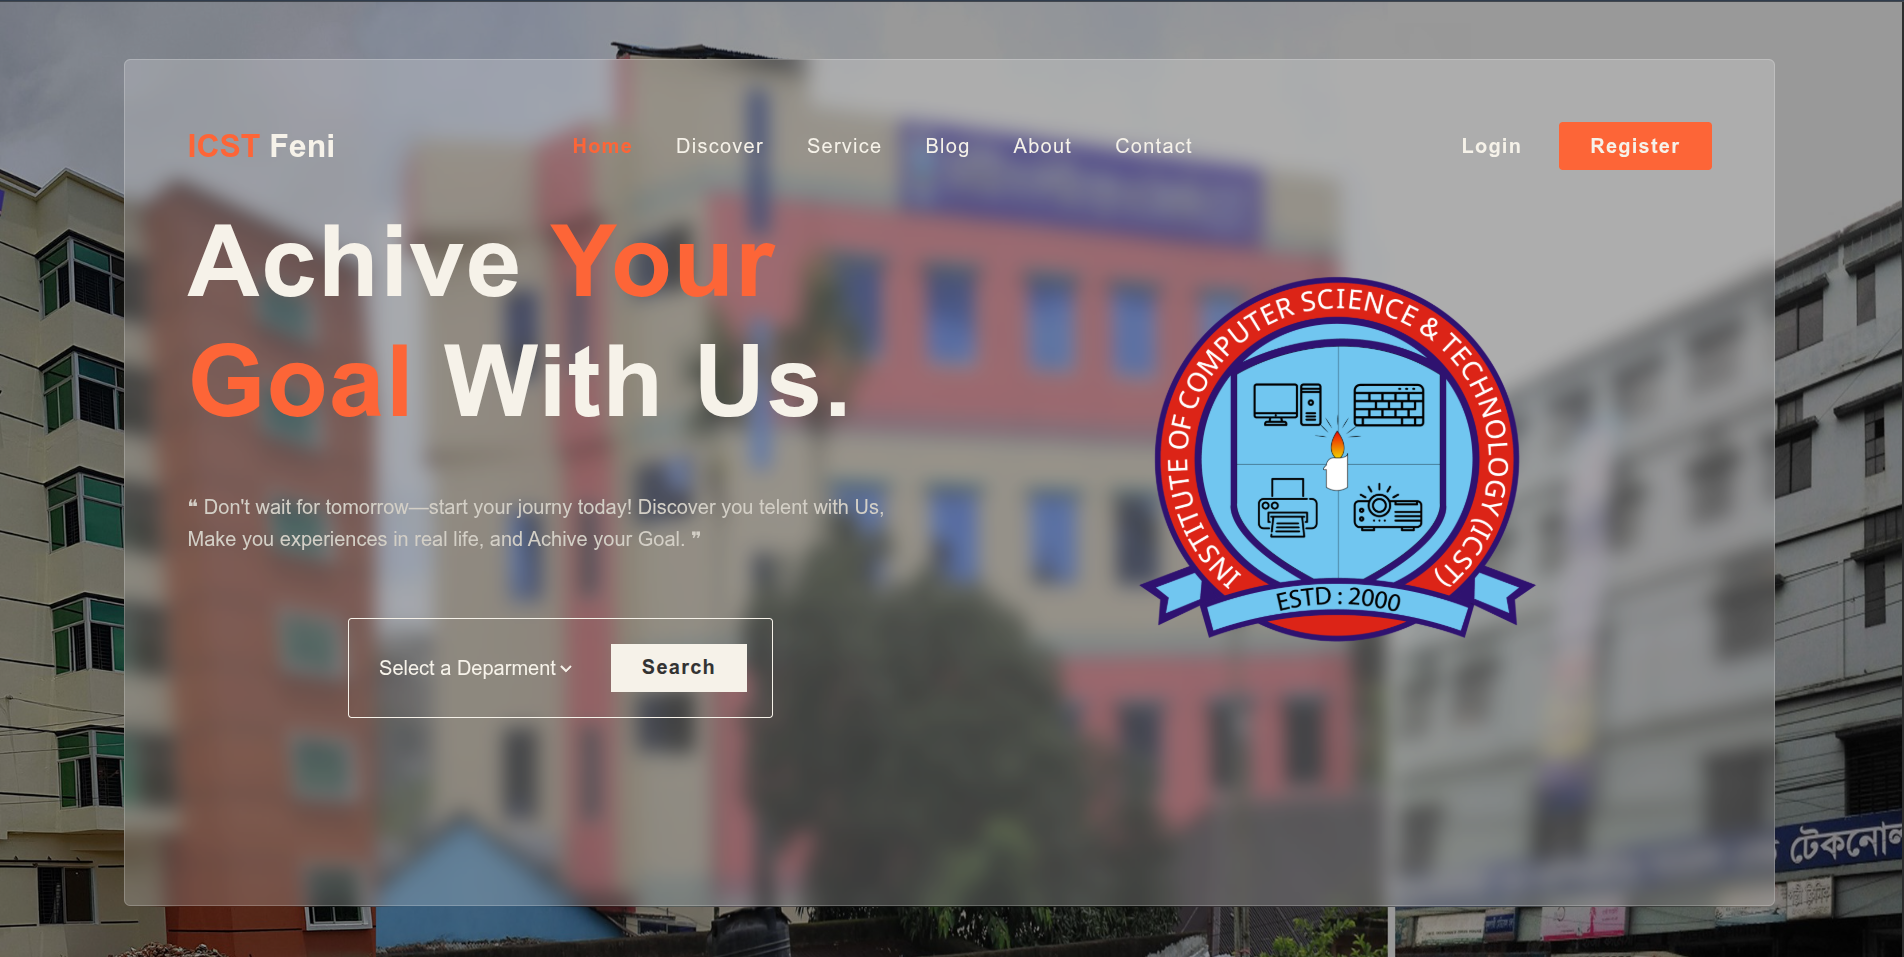 ICST Feni
Home Discover Service Blog About Contact
Login Register
Achive Your
Goal With Us.
❝ Don't wait for tomorrow—start your journy today! Discover you telent with Us,
Make you experiences in real life, and Achive your Goal. ❞
Select a Deparment
Search
INSTITUTE OF COMPUTER SCIENCE & TECHNOLOGY (ICST)
ESTD : 2000